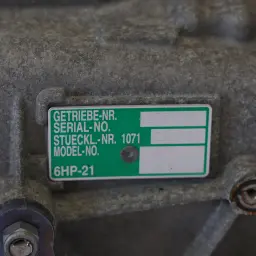 GETRIEBE-NR.
SERIAL-NO.
STUECKL.-NR. 1071
MODEL-NO.
6HP-21